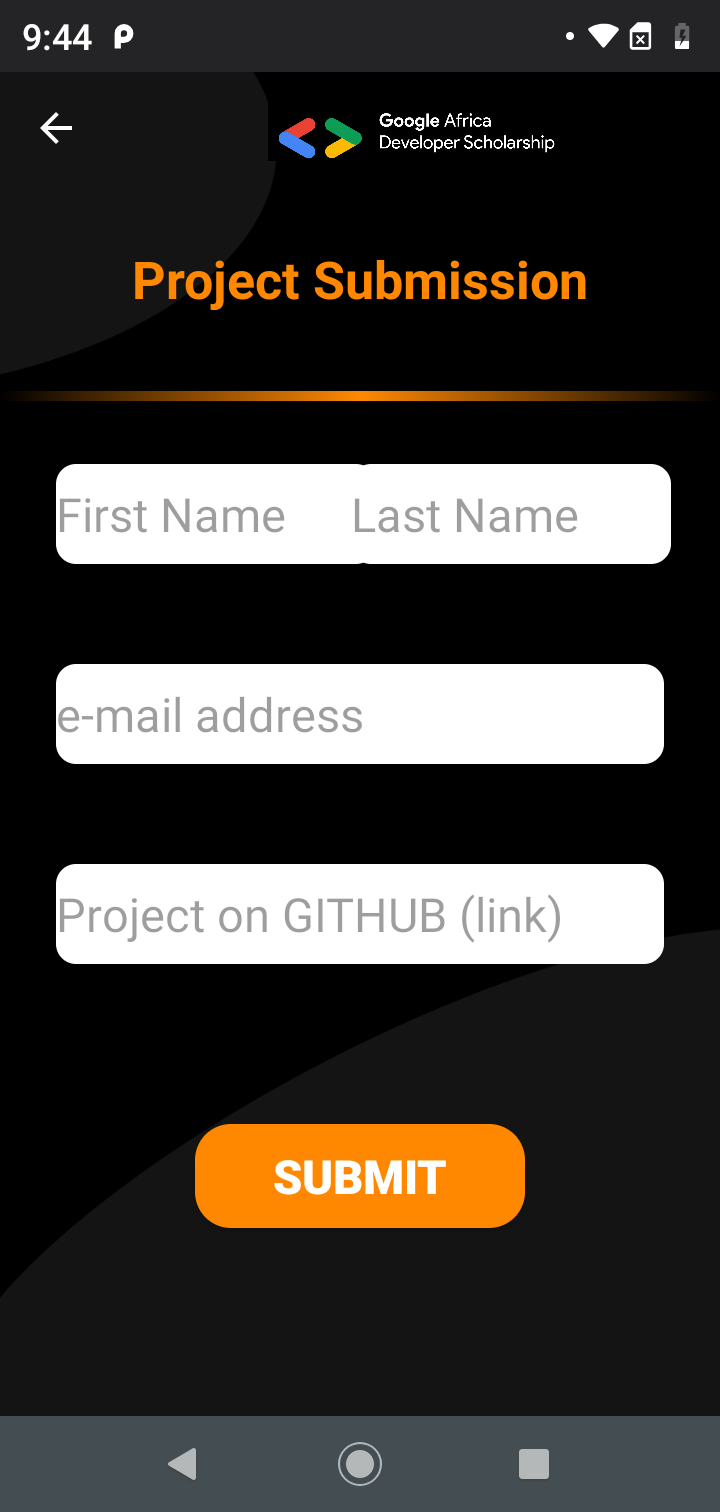 9:44
Google Africa
Developer Scholarship
Project Submission
First Name Last Name
e-mail address
Project on GITHUB (link)
SUBMIT